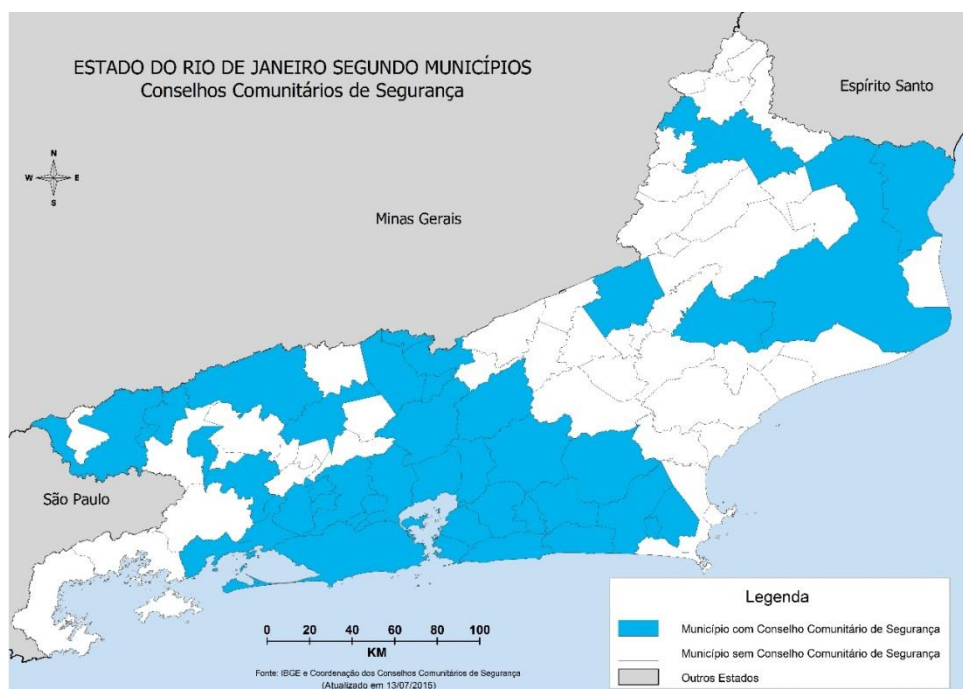 ESTADO DO RIO DE JANEIRO SEGUNDO MUNICÍPIOS
Conselhos Comunitários de Segurança
Espírito Santo
N
W E
S
Minas Gerais
São Paulo
0 20 40 60 80 100
KM
Legenda
Município com Conselho Comunitário de Segurança
Município sem Conselho Comunitário de Segurança
Outros Estados
Fonte: IBGE e Coordenação dos Conselhos Comunitários de Segurança
(Atualizado em 13/07/2015)